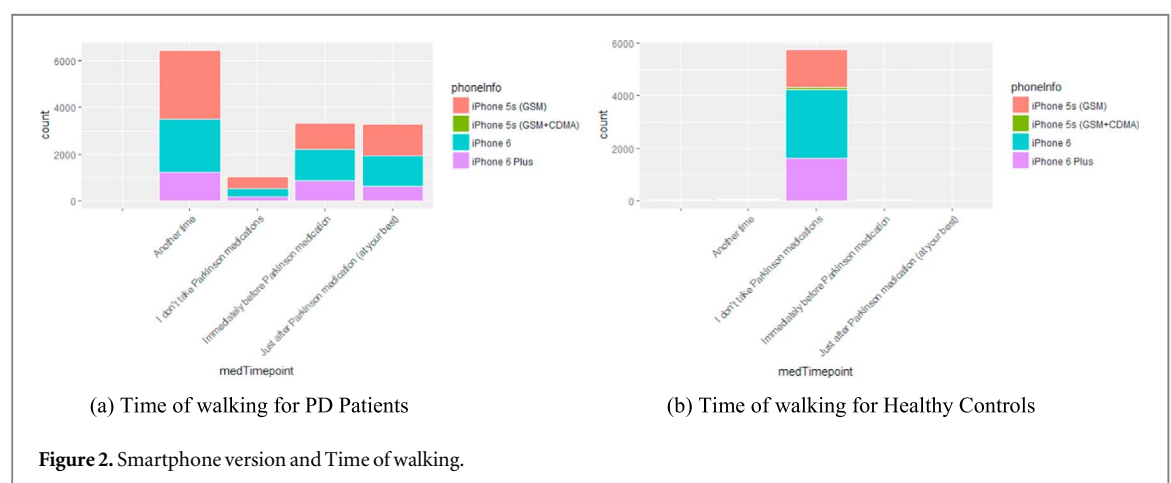 6000
4000
2000
0
count
Another time
I don't take Parkinson medications
Immediately before Parkinson medication
Just after Parkinson medication (at your best)
medTimepoint
phoneInfo
iPhone 5s (GSM)
iPhone 5s (GSM+CDMA)
iPhone 6
iPhone 6 Plus
(a) Time of walking for PD Patients
6000
4000
2000
0
count
Another time
I don't take Parkinson medications
Immediately before Parkinson medication
Just after Parkinson medication (at your best)
medTimepoint
phoneInfo
iPhone 5s (GSM)
iPhone 5s (GSM+CDMA)
iPhone 6
iPhone 6 Plus
(b) Time of walking for Healthy Controls
Figure 2. Smartphone version and Time of walking.